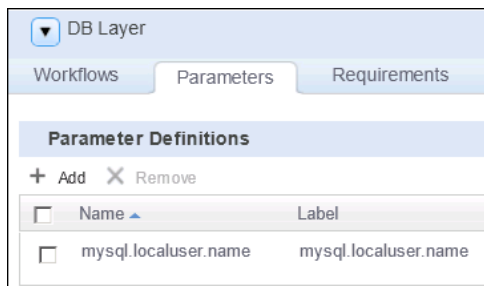 DB Layer
Workflows Parameters Requirements
Parameter Definitions
Add Remove
Name Label
mysql.localuser.name mysql.localuser.name